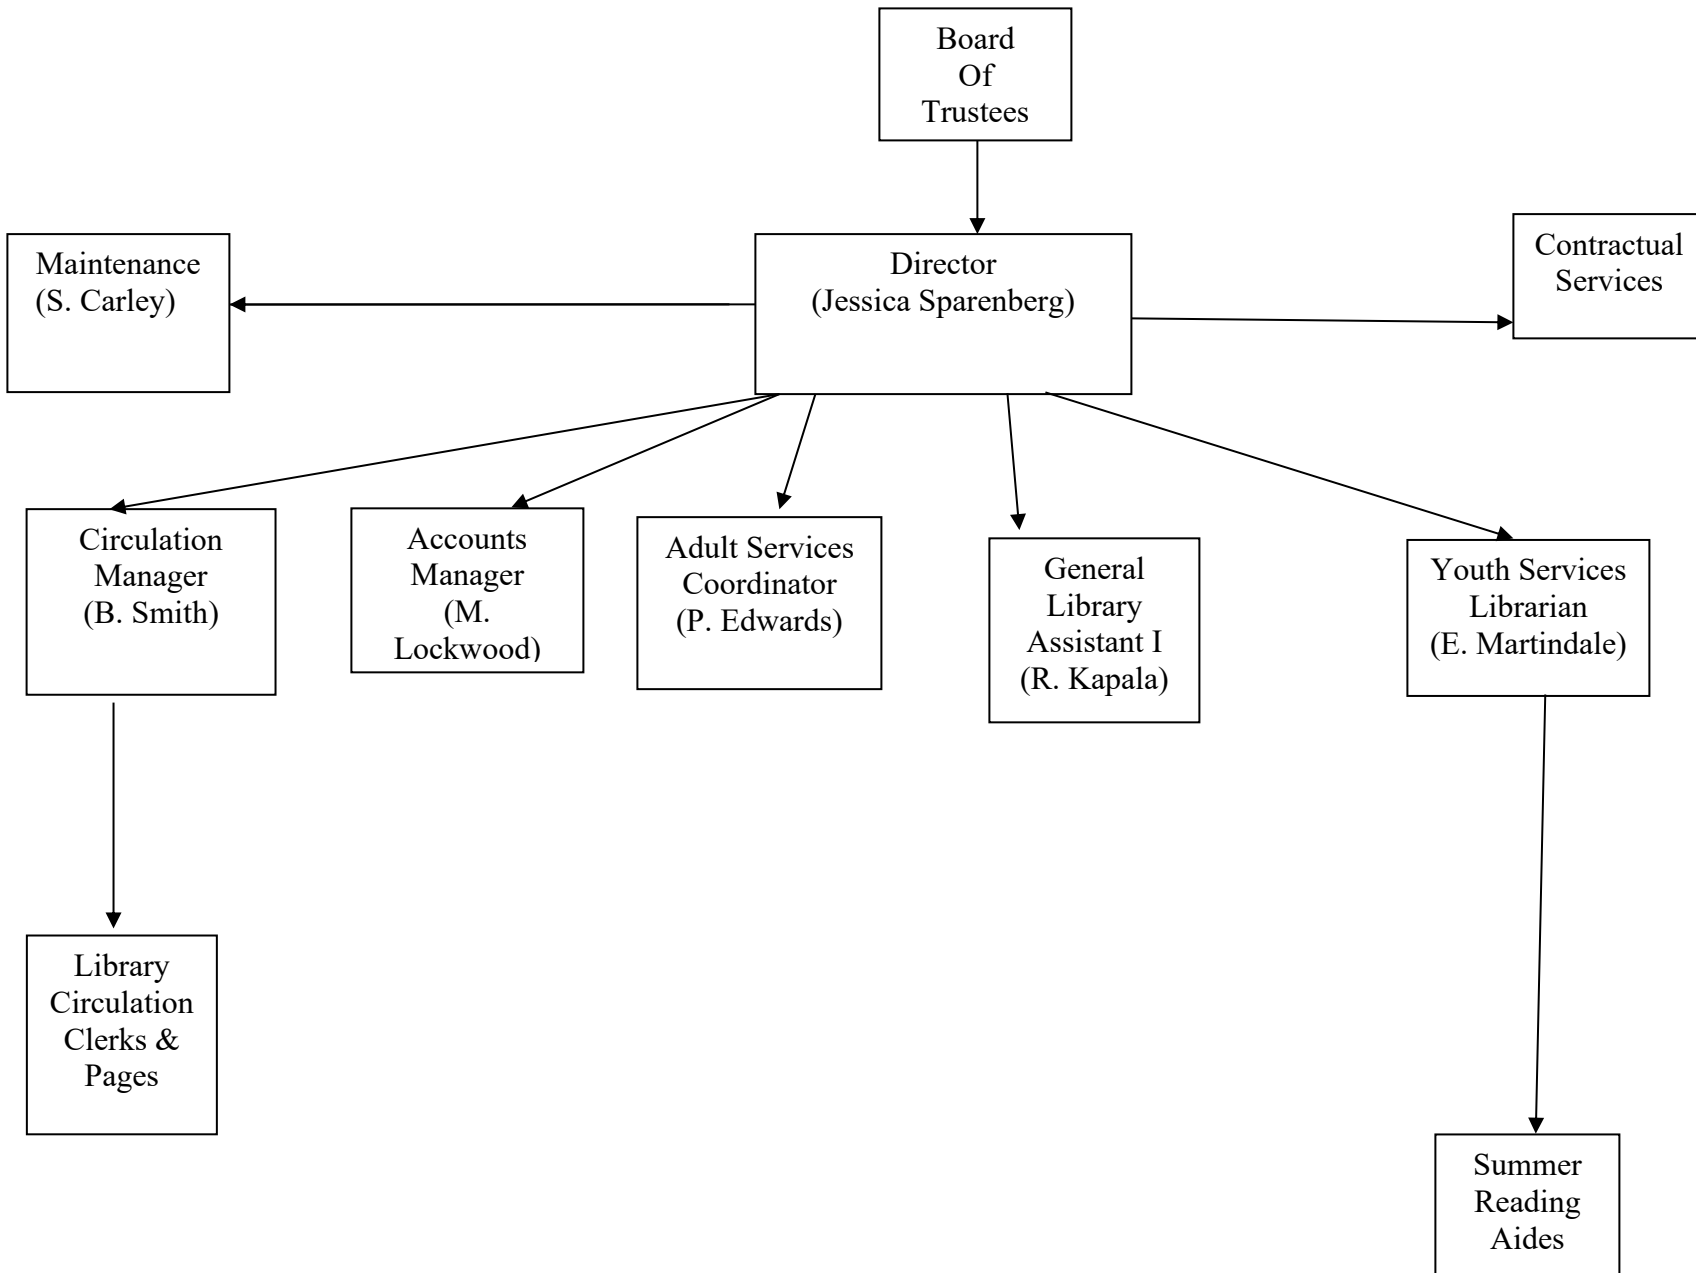 Board
Of
Trustees
Maintenance
(S. Carley)
Director
(Jessica Sparenberg)
Contractual
Services
Circulation
Manager
(B. Smith)
Accounts
Manager
(M.
Lockwood)
Adult Services
Coordinator
(P. Edwards)
General
Library
Assistant I
(R. Kapala)
Youth Services
Librarian
(E. Martindale)
Library
Circulation
Clerks &
Pages
Summer
Reading
Aides